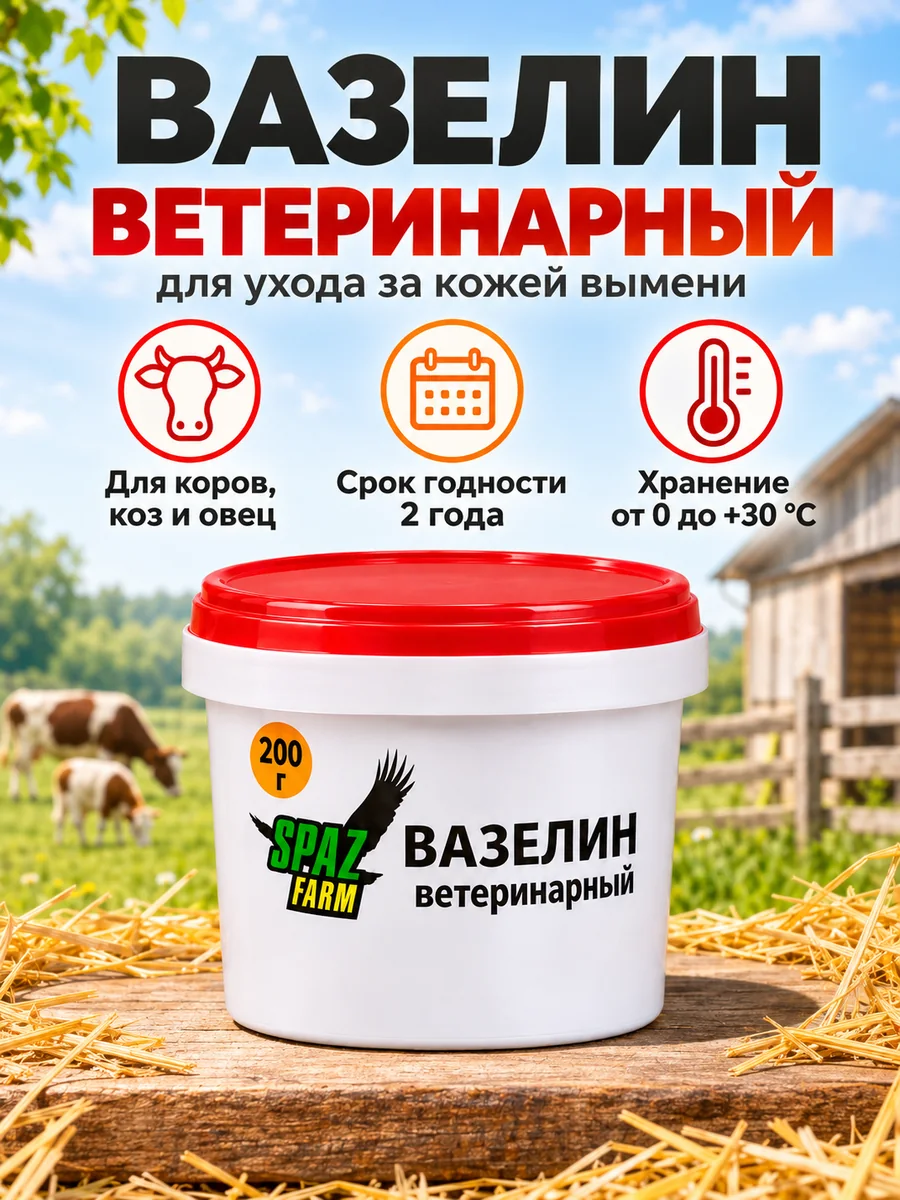 ВАЗЕЛИН
ВЕТЕРИНАРНЫЙ
для ухода за кожей вымени
Для коров,
коз и овец
Срок годности
2 года
Хранение
от 0 до +30 °C
200
г
SPAZ
FARM
ВАЗЕЛИН
ветеринарный